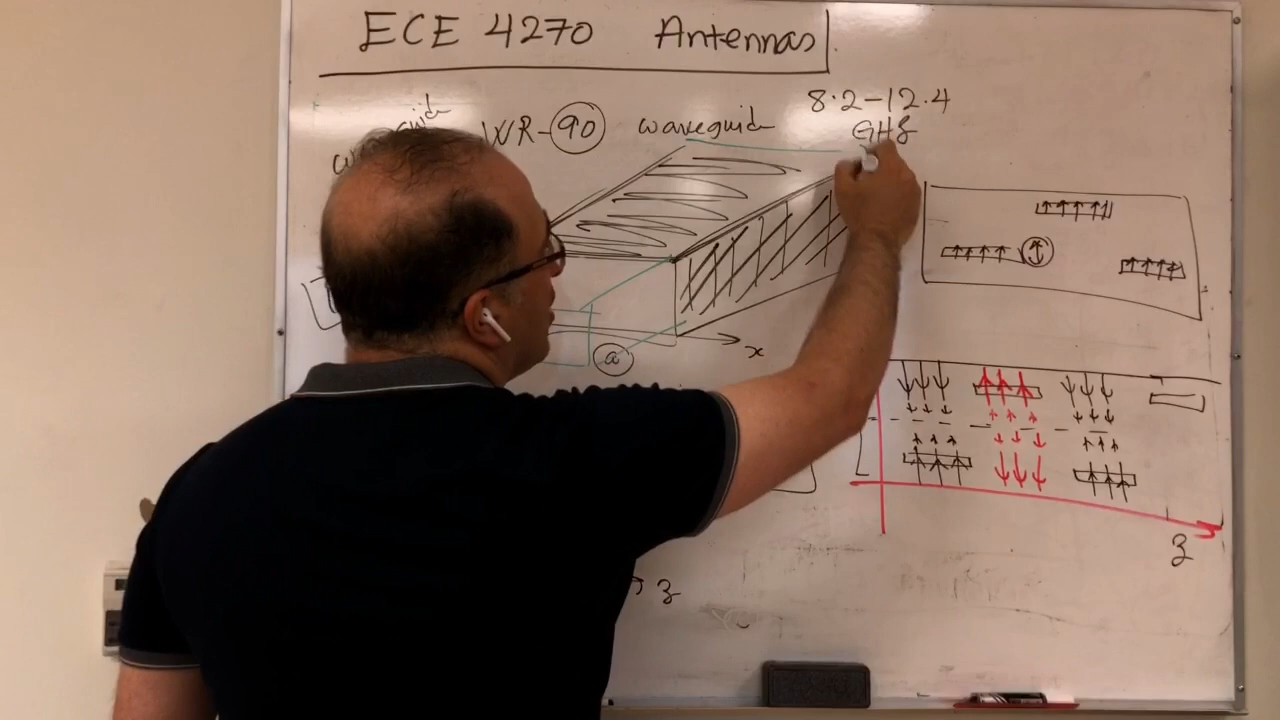 ECE 4270 Antennas
WR-90 waveguide
8.2-12.4
GHz
a
x
z
z